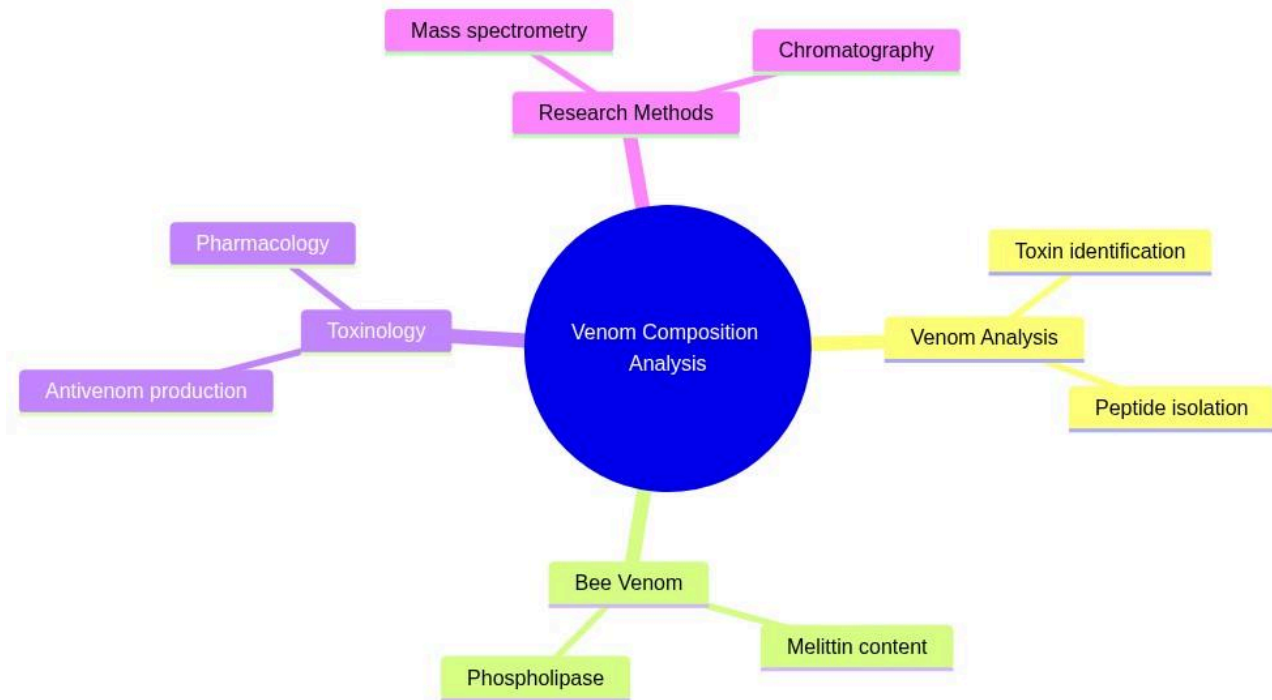 Mass spectrometry
Chromatography
Research Methods
Pharmacology
Toxin identification
Toxinology
Venom Composition
Analysis
Venom Analysis
Antivenom production
Peptide isolation
Bee Venom
Melittin content
Phospholipase